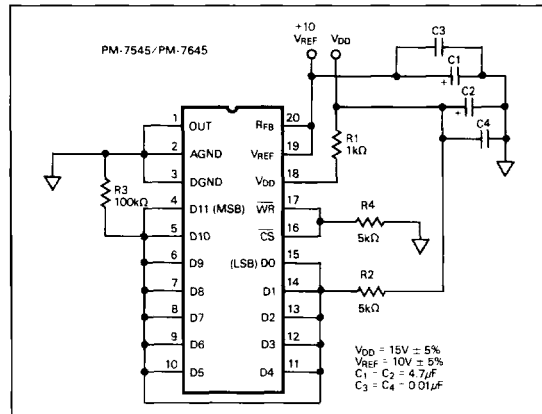 PM-7545/PM-7645
+10
VREF
VDD
C3
C1
+
C2
+
C4
R1
1kΩ
1
OUT
RFB
20
2
AGND
VREF
19
3
DGND
VDD
18
R3
100kΩ
4
D11 (MSB)
WR
17
R4
5kΩ
5
D10
CS
16
6
D9
(LSB) D0
15
7
D8
D1
14
R2
5kΩ
8
D7
D2
13
9
D6
D3
12
10
D5
D4
11
VDD = 15V ± 5%
VREF = 10V ± 5%
C1 = C2 = 4.7µF
C3 = C4 = 0.01µF